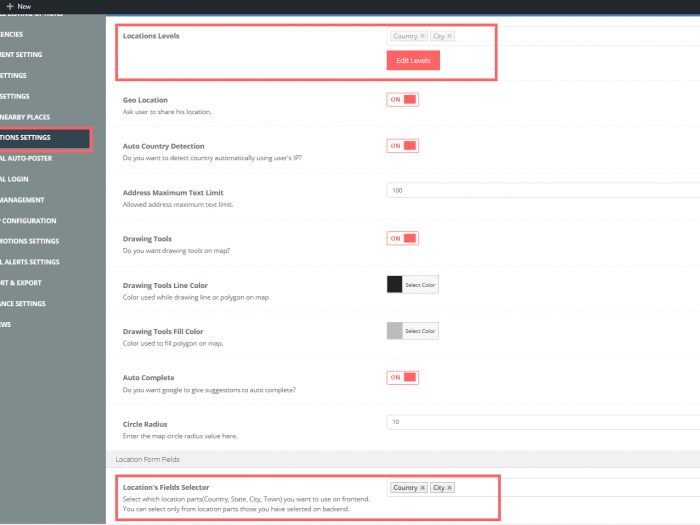 New
Locations Levels
Country × City ×
Edit Levels
ENCIES
MENT SETTING
ETTINGS
SETTINGS
NEARBY PLACES
TIONS SETTINGS
AL AUTO-POSTER
AL LOGIN
MANAGEMENT
CONFIGURATION
MOTIONS SETTINGS
L ALERTS SETTINGS
RT & EXPORT
ANCE SETTINGS
EWS
Geo Location
ON
Ask user to share his location.
Auto Country Detection
ON
Do you want to detect country automatically using user's IP?
Address Maximum Text Limit
100
Allowed address maximum text limit.
Drawing Tools
ON
Do you want drawing tools on map?
Drawing Tools Line Color
Select Color
Color used while drawing line or polygon on map
Drawing Tools Fill Color
Select Color
Color used to fill polygon on map.
Auto Complete
ON
Do you want google to give suggestions to auto complete?
Circle Radius
10
Enter the map circle radius value here.
Location Form Fields
Location's Fields Selector
Country × City ×
Select which location parts(Country, State, City, Town) you want to use on frontend.
You can select only from location parts those you have selected on backend.